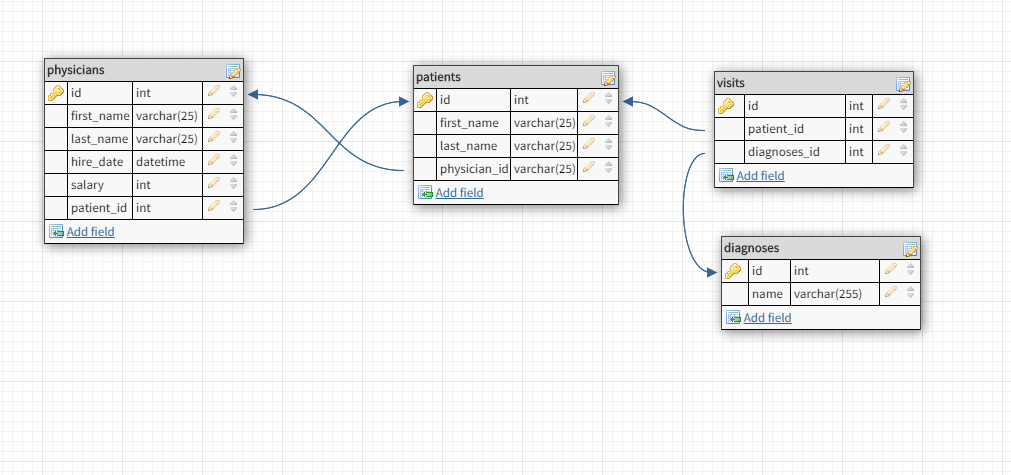 physicians
id int
first_name varchar(25)
last_name varchar(25)
hire_date datetime
salary int
patient_id int
Add field
patients
id int
first_name varchar(25)
last_name varchar(25)
physician_id varchar(25)
Add field
visits
id int
patient_id int
diagnoses_id int
Add field
diagnoses
id int
name varchar(255)
Add field